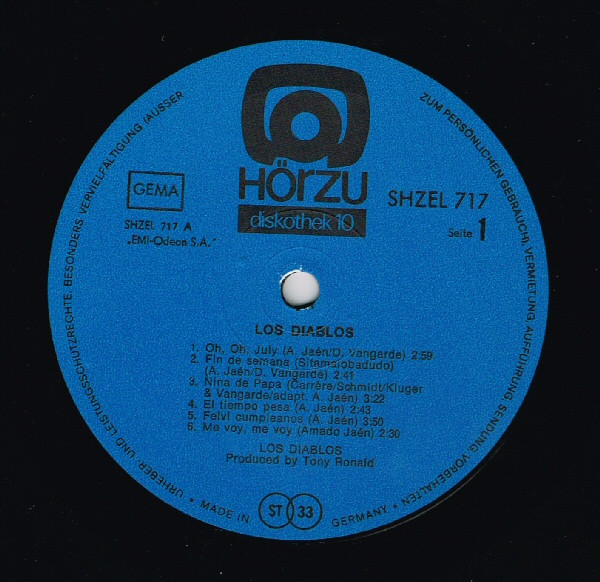 HÖRZU
diskothek 10
GEMA
SHZEL 717 A
„EMI-Odeon S.A."
SHZEL 717
Seite 1
LOS DIABLOS
1. Oh, Oh, July (A. Jaén/D. Vangarde) 2:59
2. Fin de semana (Sitamsiobadudo)
(A. Jaén/D. Vangarde) 2:41
3. Nina de Papa (Carrère/Schmidt/Kluger
& Vangarde/adapt. A. Jaén) 3:22
4. El tiempo pasa (A. Jaén) 2:43
5. Felvi cumpleanos (A. Jaén) 3:50
6. Me voy, me voy (Amado Jaén) 2:30
LOS DIABLOS
Produced by Tony Ronald
URHEBER- UND LEISTUNGSSCHUTZRECHTE, BESONDERS VERVIELFÄLTIGUNG (AUSSER
ZUM PERSÖNLICHEN GEBRAUCH), VERMIETUNG, AUFFÜHRUNG, SENDUNG, VORBEHALTEN
• MADE IN
ST 33
GERMANY •